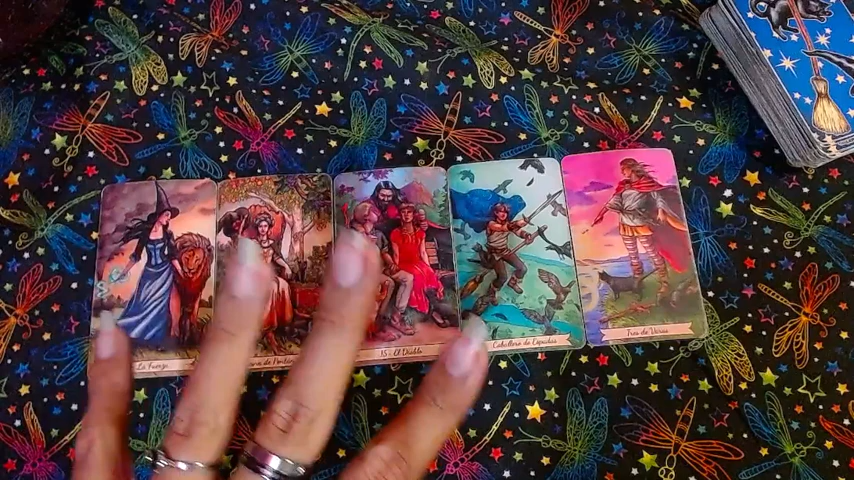 La Fuerza
15 - El Diablo
Caballero de Espadas
Tres de Varas